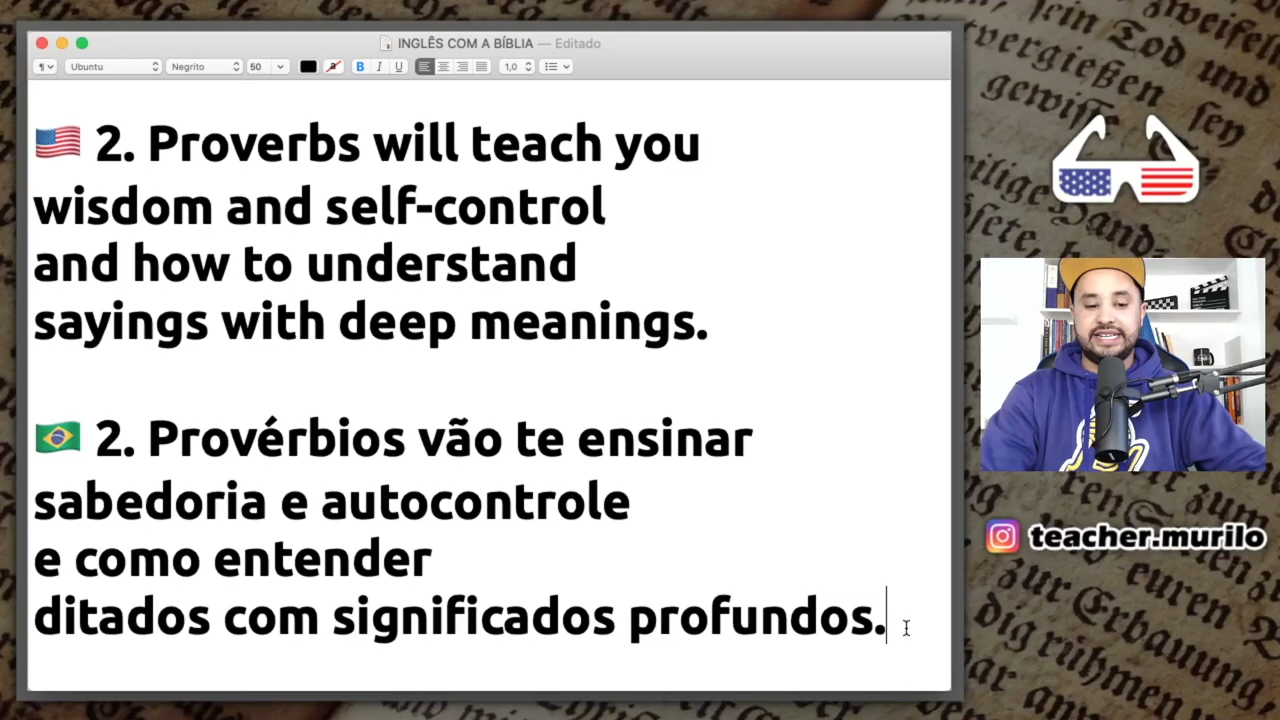 INGLÊS COM A BÍBLIA — Editado
Ubuntu Negrito 50 B I U 1,0
🇺🇸 2. Proverbs will teach you
wisdom and self-control
and how to understand
sayings with deep meanings.
🇧🇷 2. Provérbios vão te ensinar
sabedoria e autocontrole
e como entender
ditados com significados profundos.
teacher.murilo